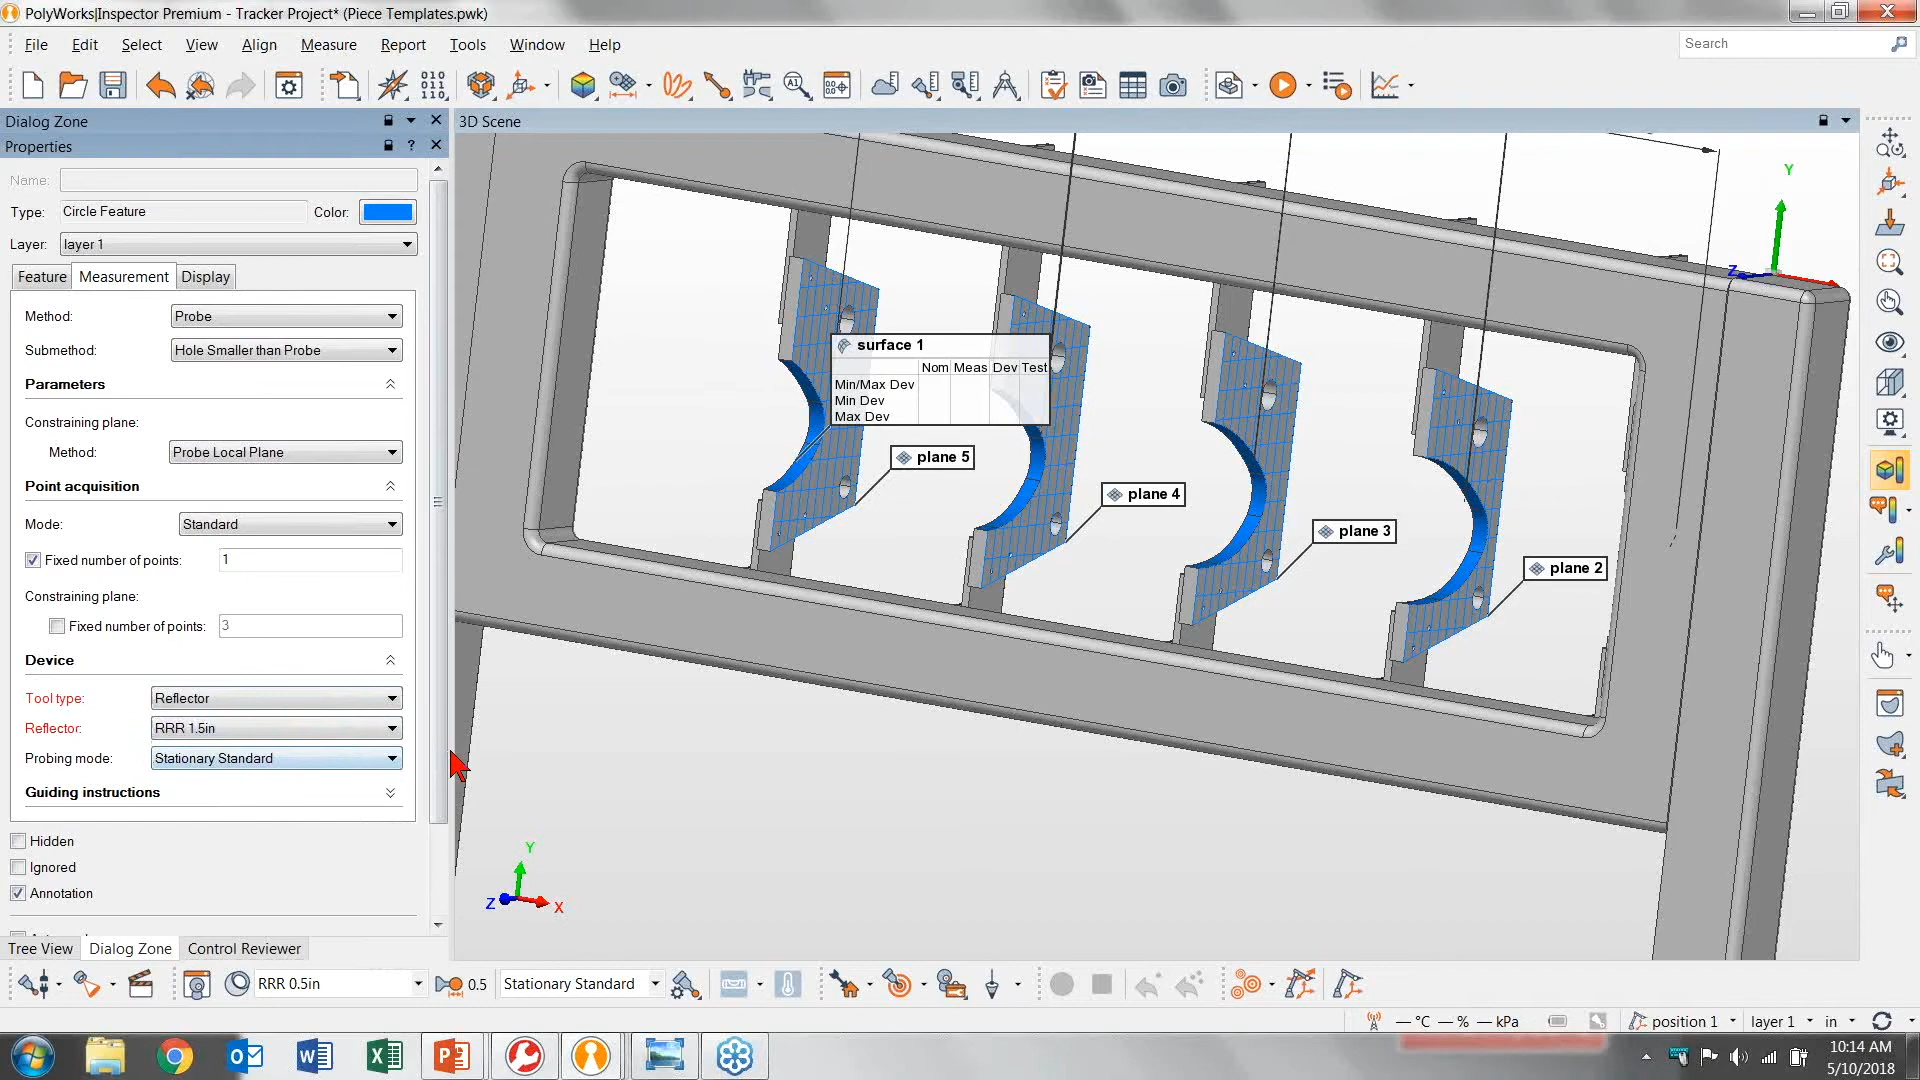 PolyWorks|Inspector Premium - Tracker Project* (Piece Templates.pwk)
File Edit Select View Align Measure Report Tools Window Help
Search
Dialog Zone
Properties
Name:
Type: Circle Feature Color:
Layer: layer 1
Feature Measurement Display
Method: Probe
Submethod: Hole Smaller than Probe
Parameters
Constraining plane:
Method: Probe Local Plane
Point acquisition
Mode: Standard
Fixed number of points: 1
Constraining plane:
Fixed number of points: 3
Device
Tool type: Reflector
Reflector: RRR 1.5in
Probing mode: Stationary Standard
Guiding instructions
Hidden
Ignored
Annotation
Tree View Dialog Zone Control Reviewer
3D Scene
surface 1
Nom Meas Dev Test
Min/Max Dev
Min Dev
Max Dev
plane 5
plane 4
plane 3
plane 2
Y
Z
Y
Z X
RRR 0.5in 0.5 Stationary Standard
— °C — % — kPa position 1 layer 1 in
10:14 AM
5/10/2018